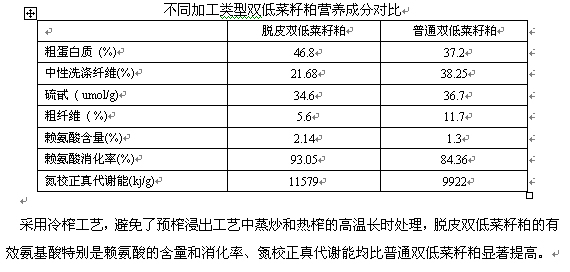 不同加工类型双低菜籽粕营养成分对比
脱皮双低菜籽粕 普通双低菜籽粕
粗蛋白质 (%) 46.8 37.2
中性洗涤纤维(%) 21.68 38.25
硫甙（umol/g) 34.6 36.7
粗纤维（%） 5.6 11.7
赖氨酸含量(%) 2.14 1.3
赖氨酸消化率(%) 93.05 84.36
氮校正真代谢能(kj/g) 11579 9922
采用冷榨工艺，避免了预榨浸出工艺中蒸炒和热榨的高温长时处理，脱皮双低菜籽粕的有
效氨基酸特别是赖氨酸的含量和消化率、氮校正真代谢能均比普通双低菜籽粕显著提高。